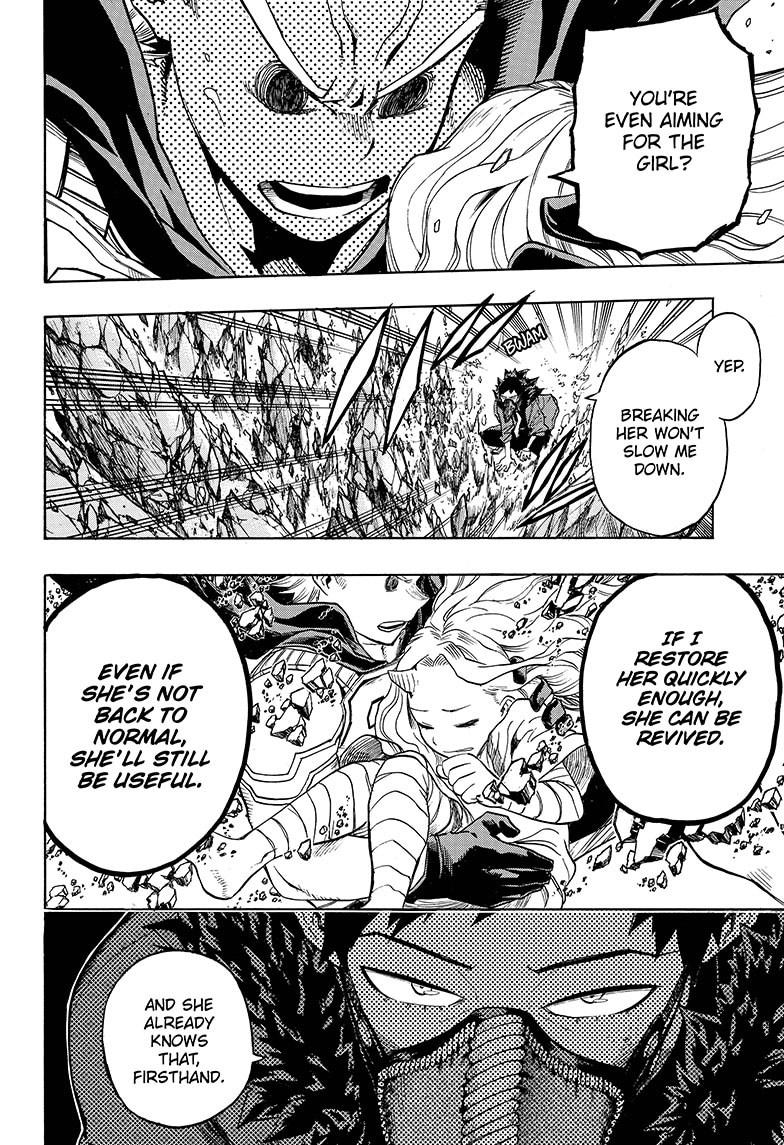 YOU'RE
EVEN AIMING
FOR THE
GIRL?
BWAM
YEP.
BREAKING
HER WON'T
SLOW ME
DOWN.
IF I
RESTORE
HER QUICKLY
ENOUGH,
SHE CAN BE
REVIVED.
EVEN IF
SHE'S NOT
BACK TO
NORMAL,
SHE'LL STILL
BE USEFUL.
AND SHE
ALREADY
KNOWS
THAT,
FIRSTHAND.